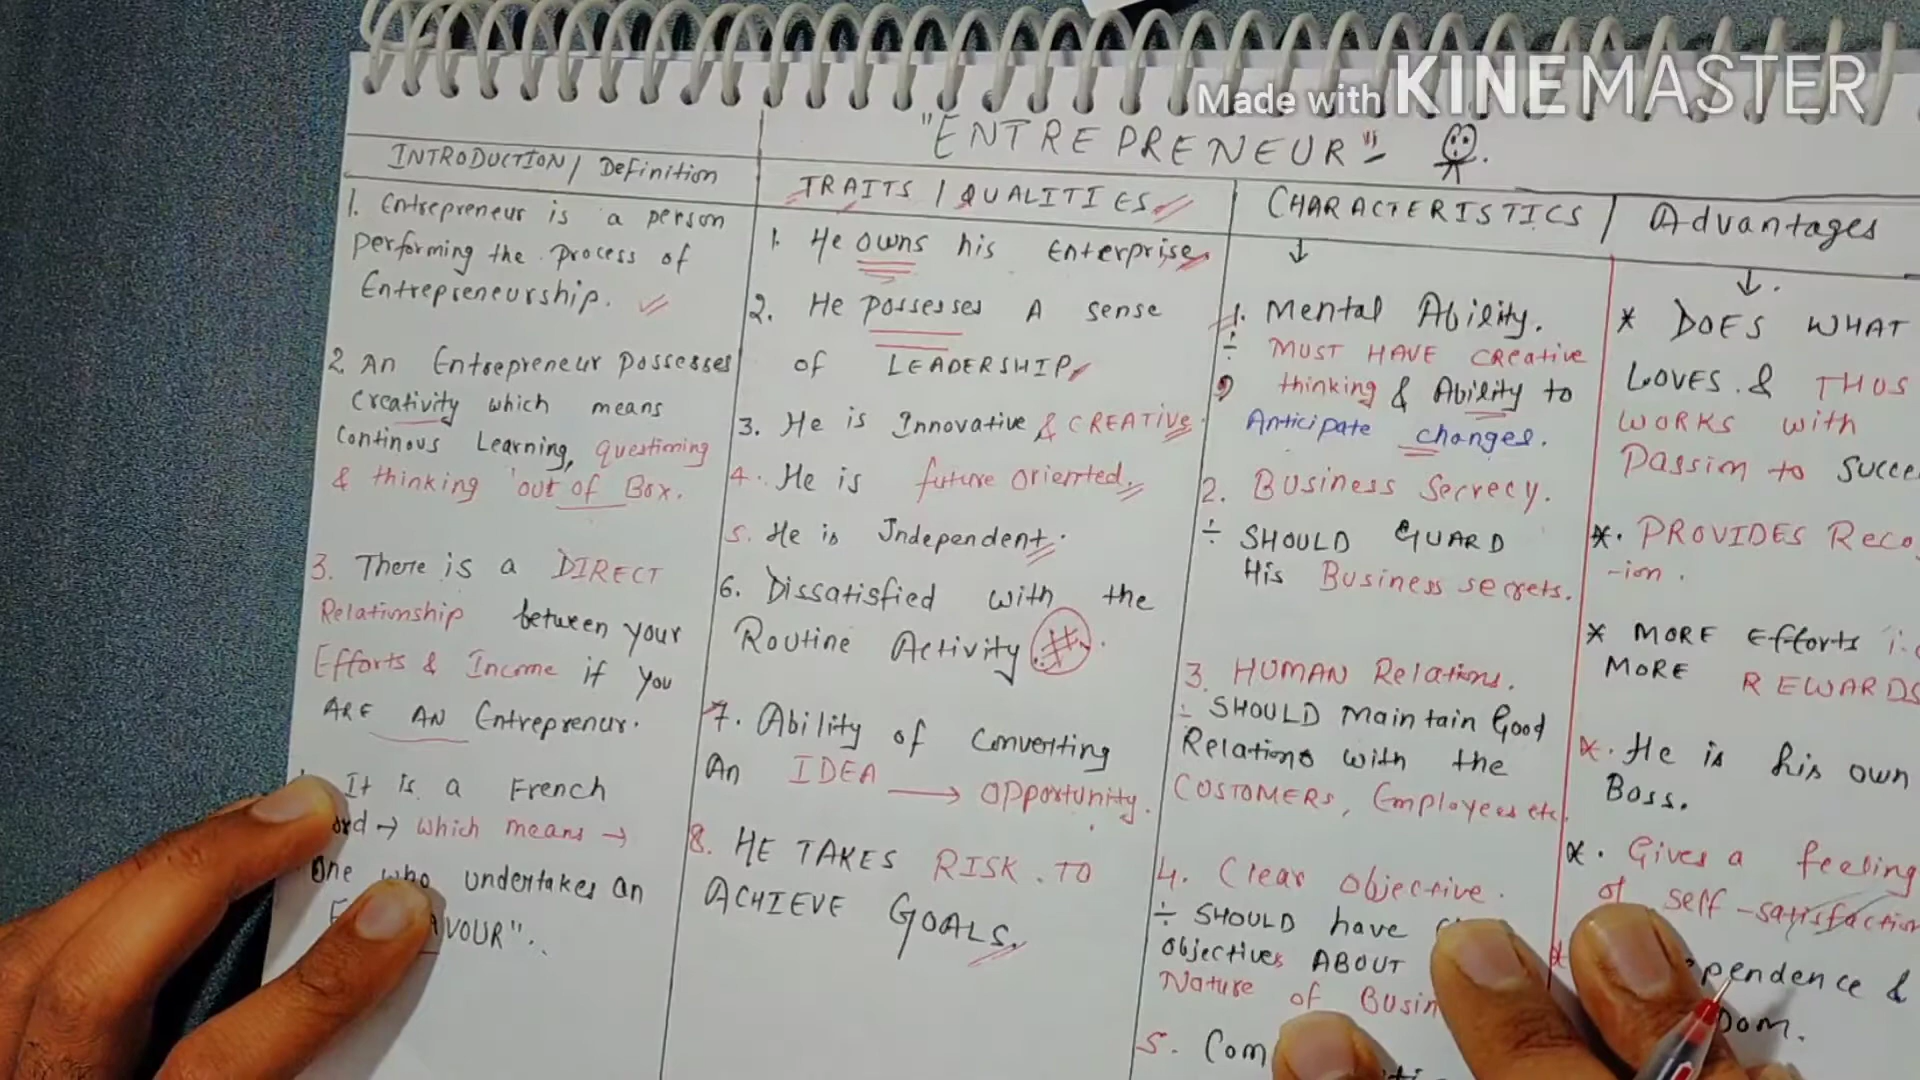 Made with KINEMASTER
"ENTREPRENEUR"-
INTRODUCTION / Definition
1. Entrepreneur is a person
performing the process of
Entrepreneurship.
2. An Entrepreneur possesses
creativity which means
continous Learning, questioning
& thinking 'out of Box.
3. There is a DIRECT
Relationship between your
Efforts & Income if you
ARE AN Entreprenur.
It is a French
which means →
One who undertakes an
TRAITS / QUALITIES
1. He owns his Enterprise
2. He possesses A sense
of LEADERSHIP
3. He is Innovative & CREATIVE.
4. He is future oriented.
5. He is Independent.
6. Dissatisfied with the
Routine Activity #.
7. Ability of converting
An IDEA → opportunity.
8. HE TAKES RISK. TO
ACHIEVE GOALS.
CHARACTERISTICS
↓
1. Mental Ability.
÷ MUST HAVE creative
thinking & Ability to
Anticipate changes.
2. Business Secrecy.
÷ SHOULD GUARD
His Business secrets.
3. HUMAN Relations.
÷ SHOULD maintain Good
Relations with the
CUSTOMERS, Employees etc.
4. Clear objective.
÷ SHOULD have
objectives ABOUT
Nature of
5.
Advantages
↓.
* DOES WHAT
LOVES. & THUS
WORKS with
Passion to
*. PROVIDES
-ion.
* MORE Efforts
MORE REWARDS
*. He is his own
Boss.
*. Gives a feeling
of self-satisfaction
&